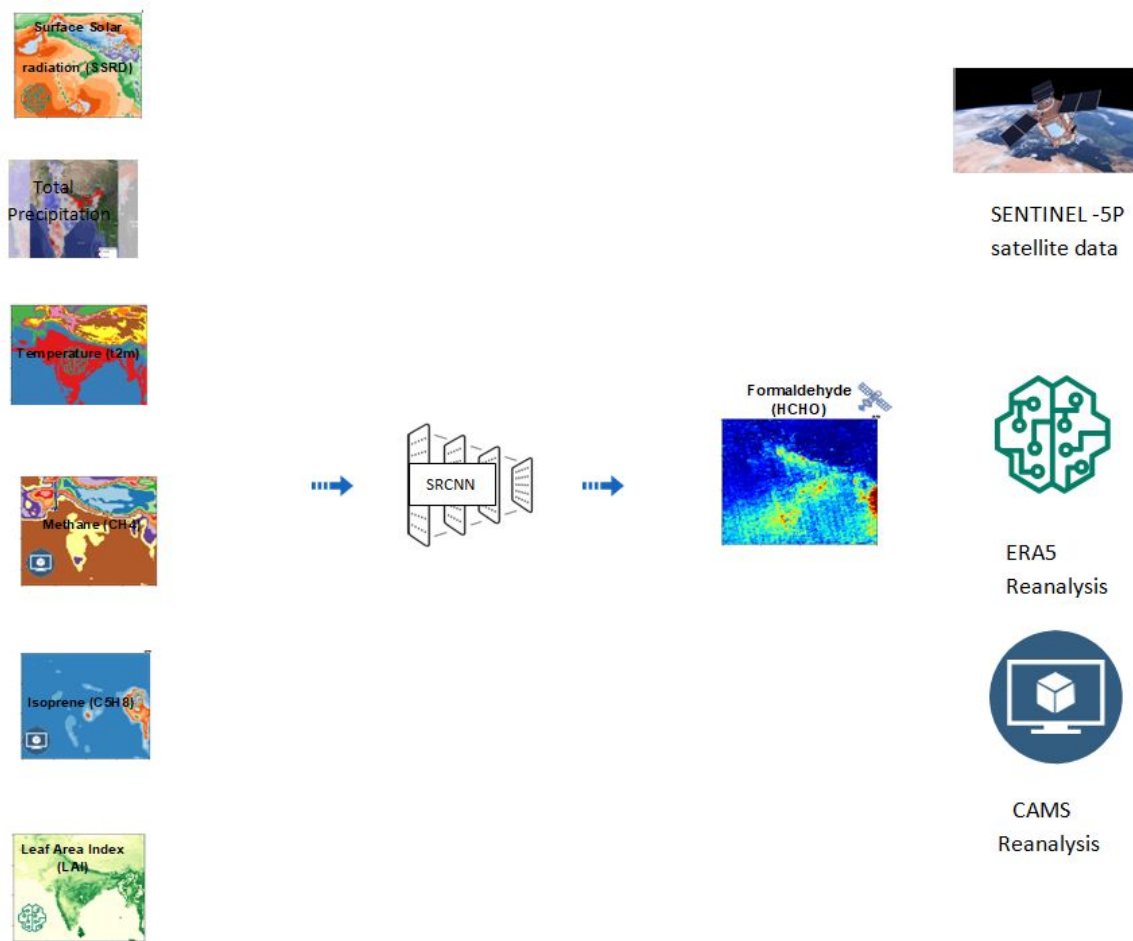 Surface Solar
radiation (SSRD)
Total
Precipitation
Temperature (t2m)
Methane (CH4)
Isoprene (C5H8)
Leaf Area Index
(LAI)
SRCNN
Formaldehyde
(HCHO)
SENTINEL -5P
satellite data
ERA5
Reanalysis
CAMS
Reanalysis